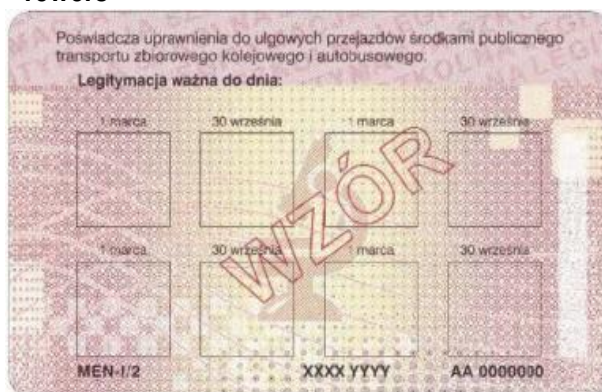 Poświadcza uprawnienia do ulgowych przejazdów środkami publicznego
transportu zbiorowego kolejowego i autobusowego.
Legitymacja ważna do dnia:
1 marca 30 września 1 marca 30 września
WZÓR
1 marca 30 września 1 marca 30 września
MEN-I/2 XXXX YYYY AA 0000000